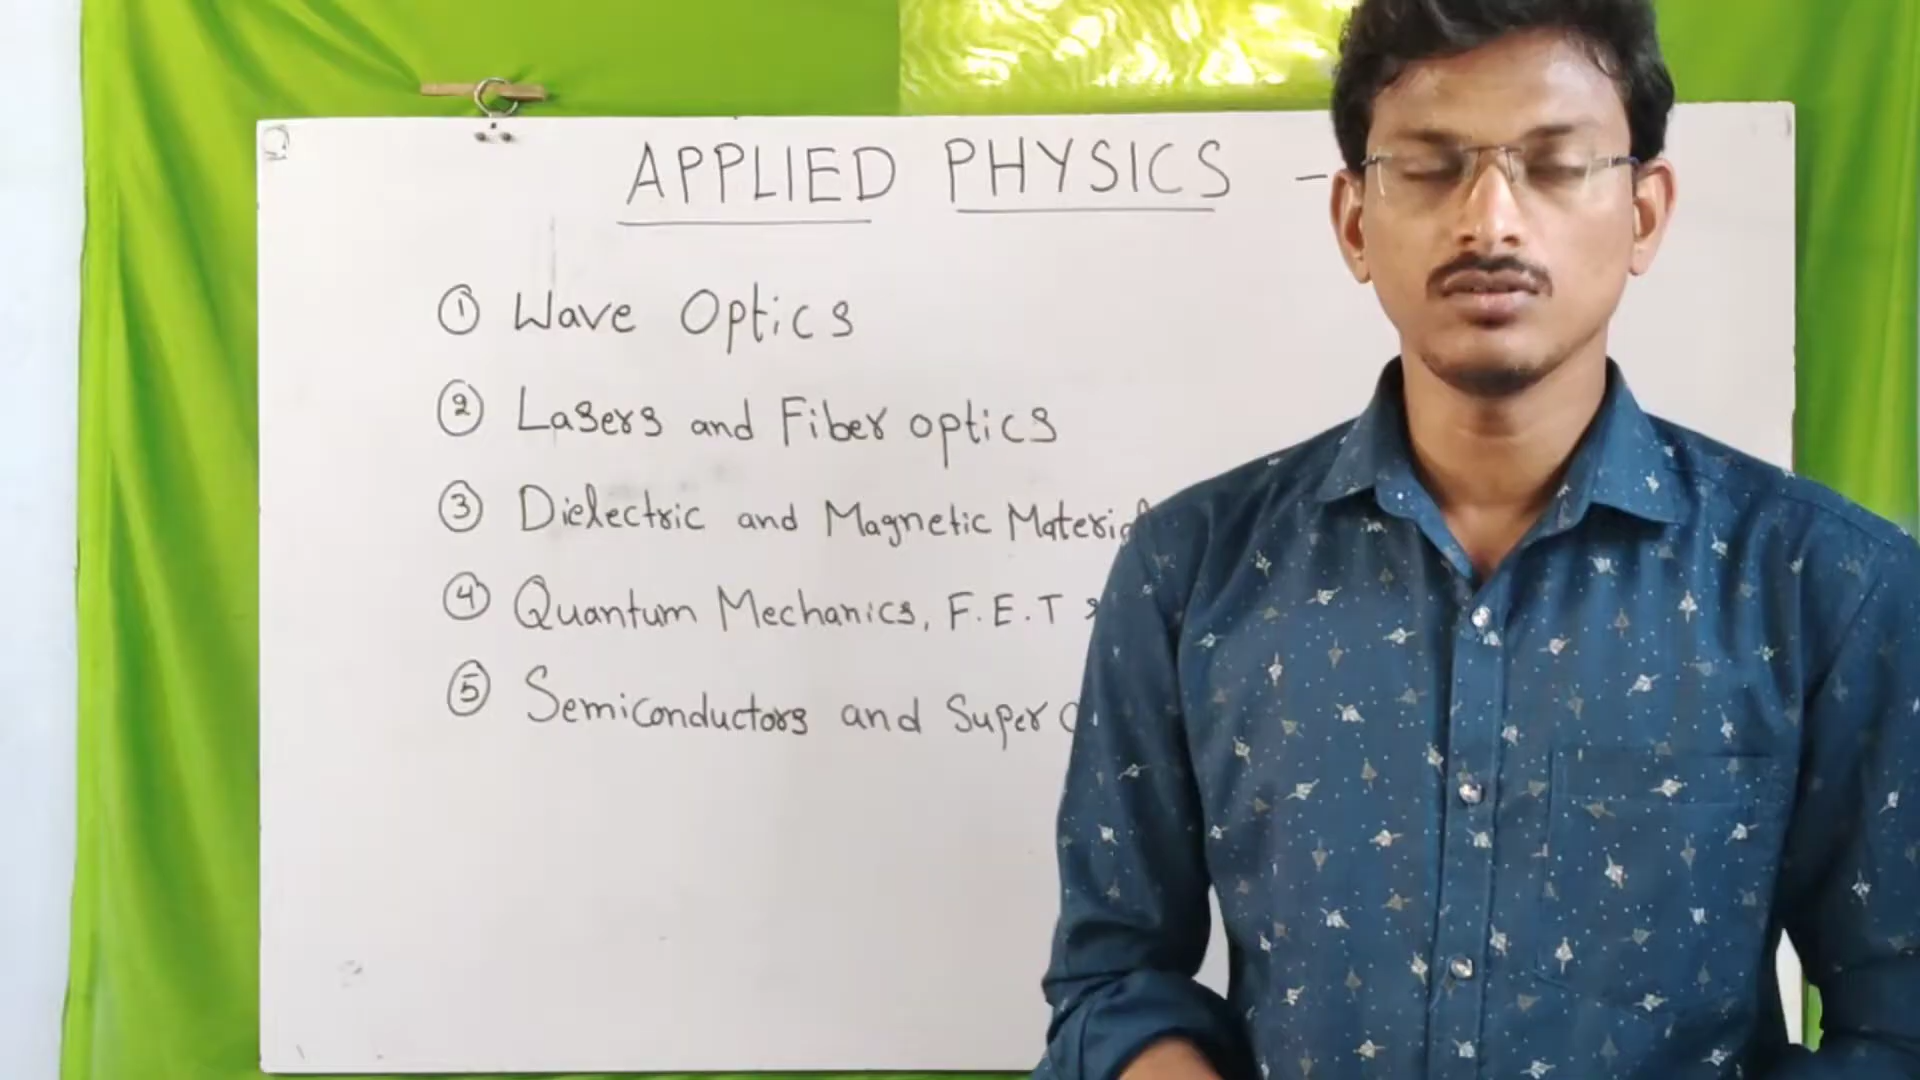 APPLIED PHYSICS -
① Wave Optics
② Lasers and Fiber optics
③ Dielectric and Magnetic
④ Quantum Mechanics, F.E.T
⑤ Semiconductors and Super